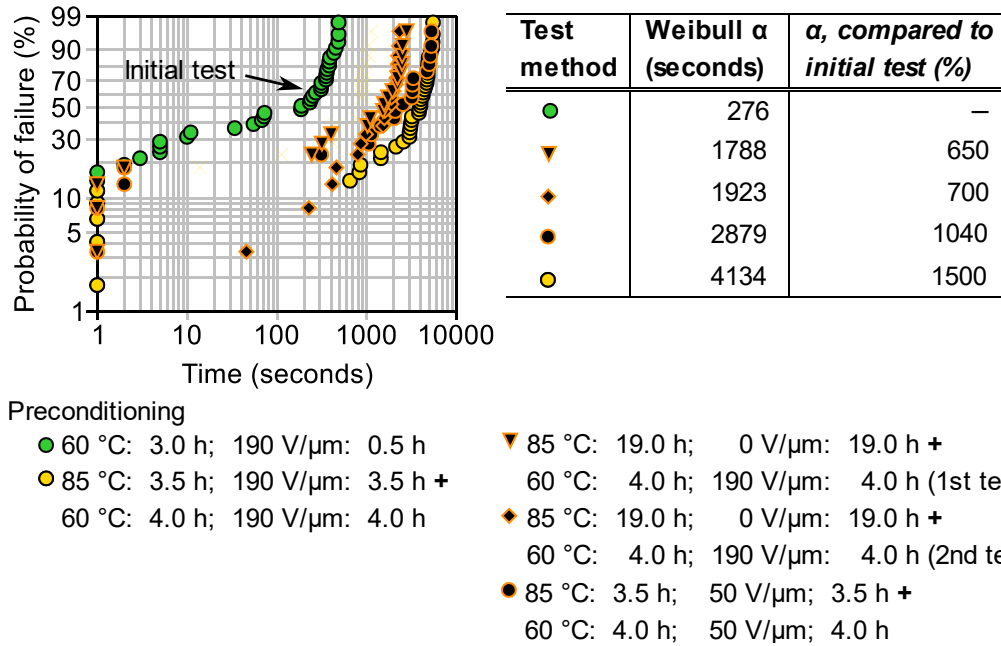 Probability of failure (%)
99
90
70
50
30
10
5
1
Initial test
1 10 100 1000 10000
Time (seconds)
Test method Weibull α (seconds) α, compared to initial test (%)
276 –
1788 650
1923 700
2879 1040
4134 1500
Preconditioning
60 °C: 3.0 h; 190 V/μm: 0.5 h
85 °C: 3.5 h; 190 V/μm: 3.5 h +
60 °C: 4.0 h; 190 V/μm: 4.0 h
85 °C: 19.0 h; 0 V/μm: 19.0 h +
60 °C: 4.0 h; 190 V/μm: 4.0 h (1st te
85 °C: 19.0 h; 0 V/μm: 19.0 h +
60 °C: 4.0 h; 190 V/μm: 4.0 h (2nd te
85 °C: 3.5 h; 50 V/μm; 3.5 h +
60 °C: 4.0 h; 50 V/μm; 4.0 h